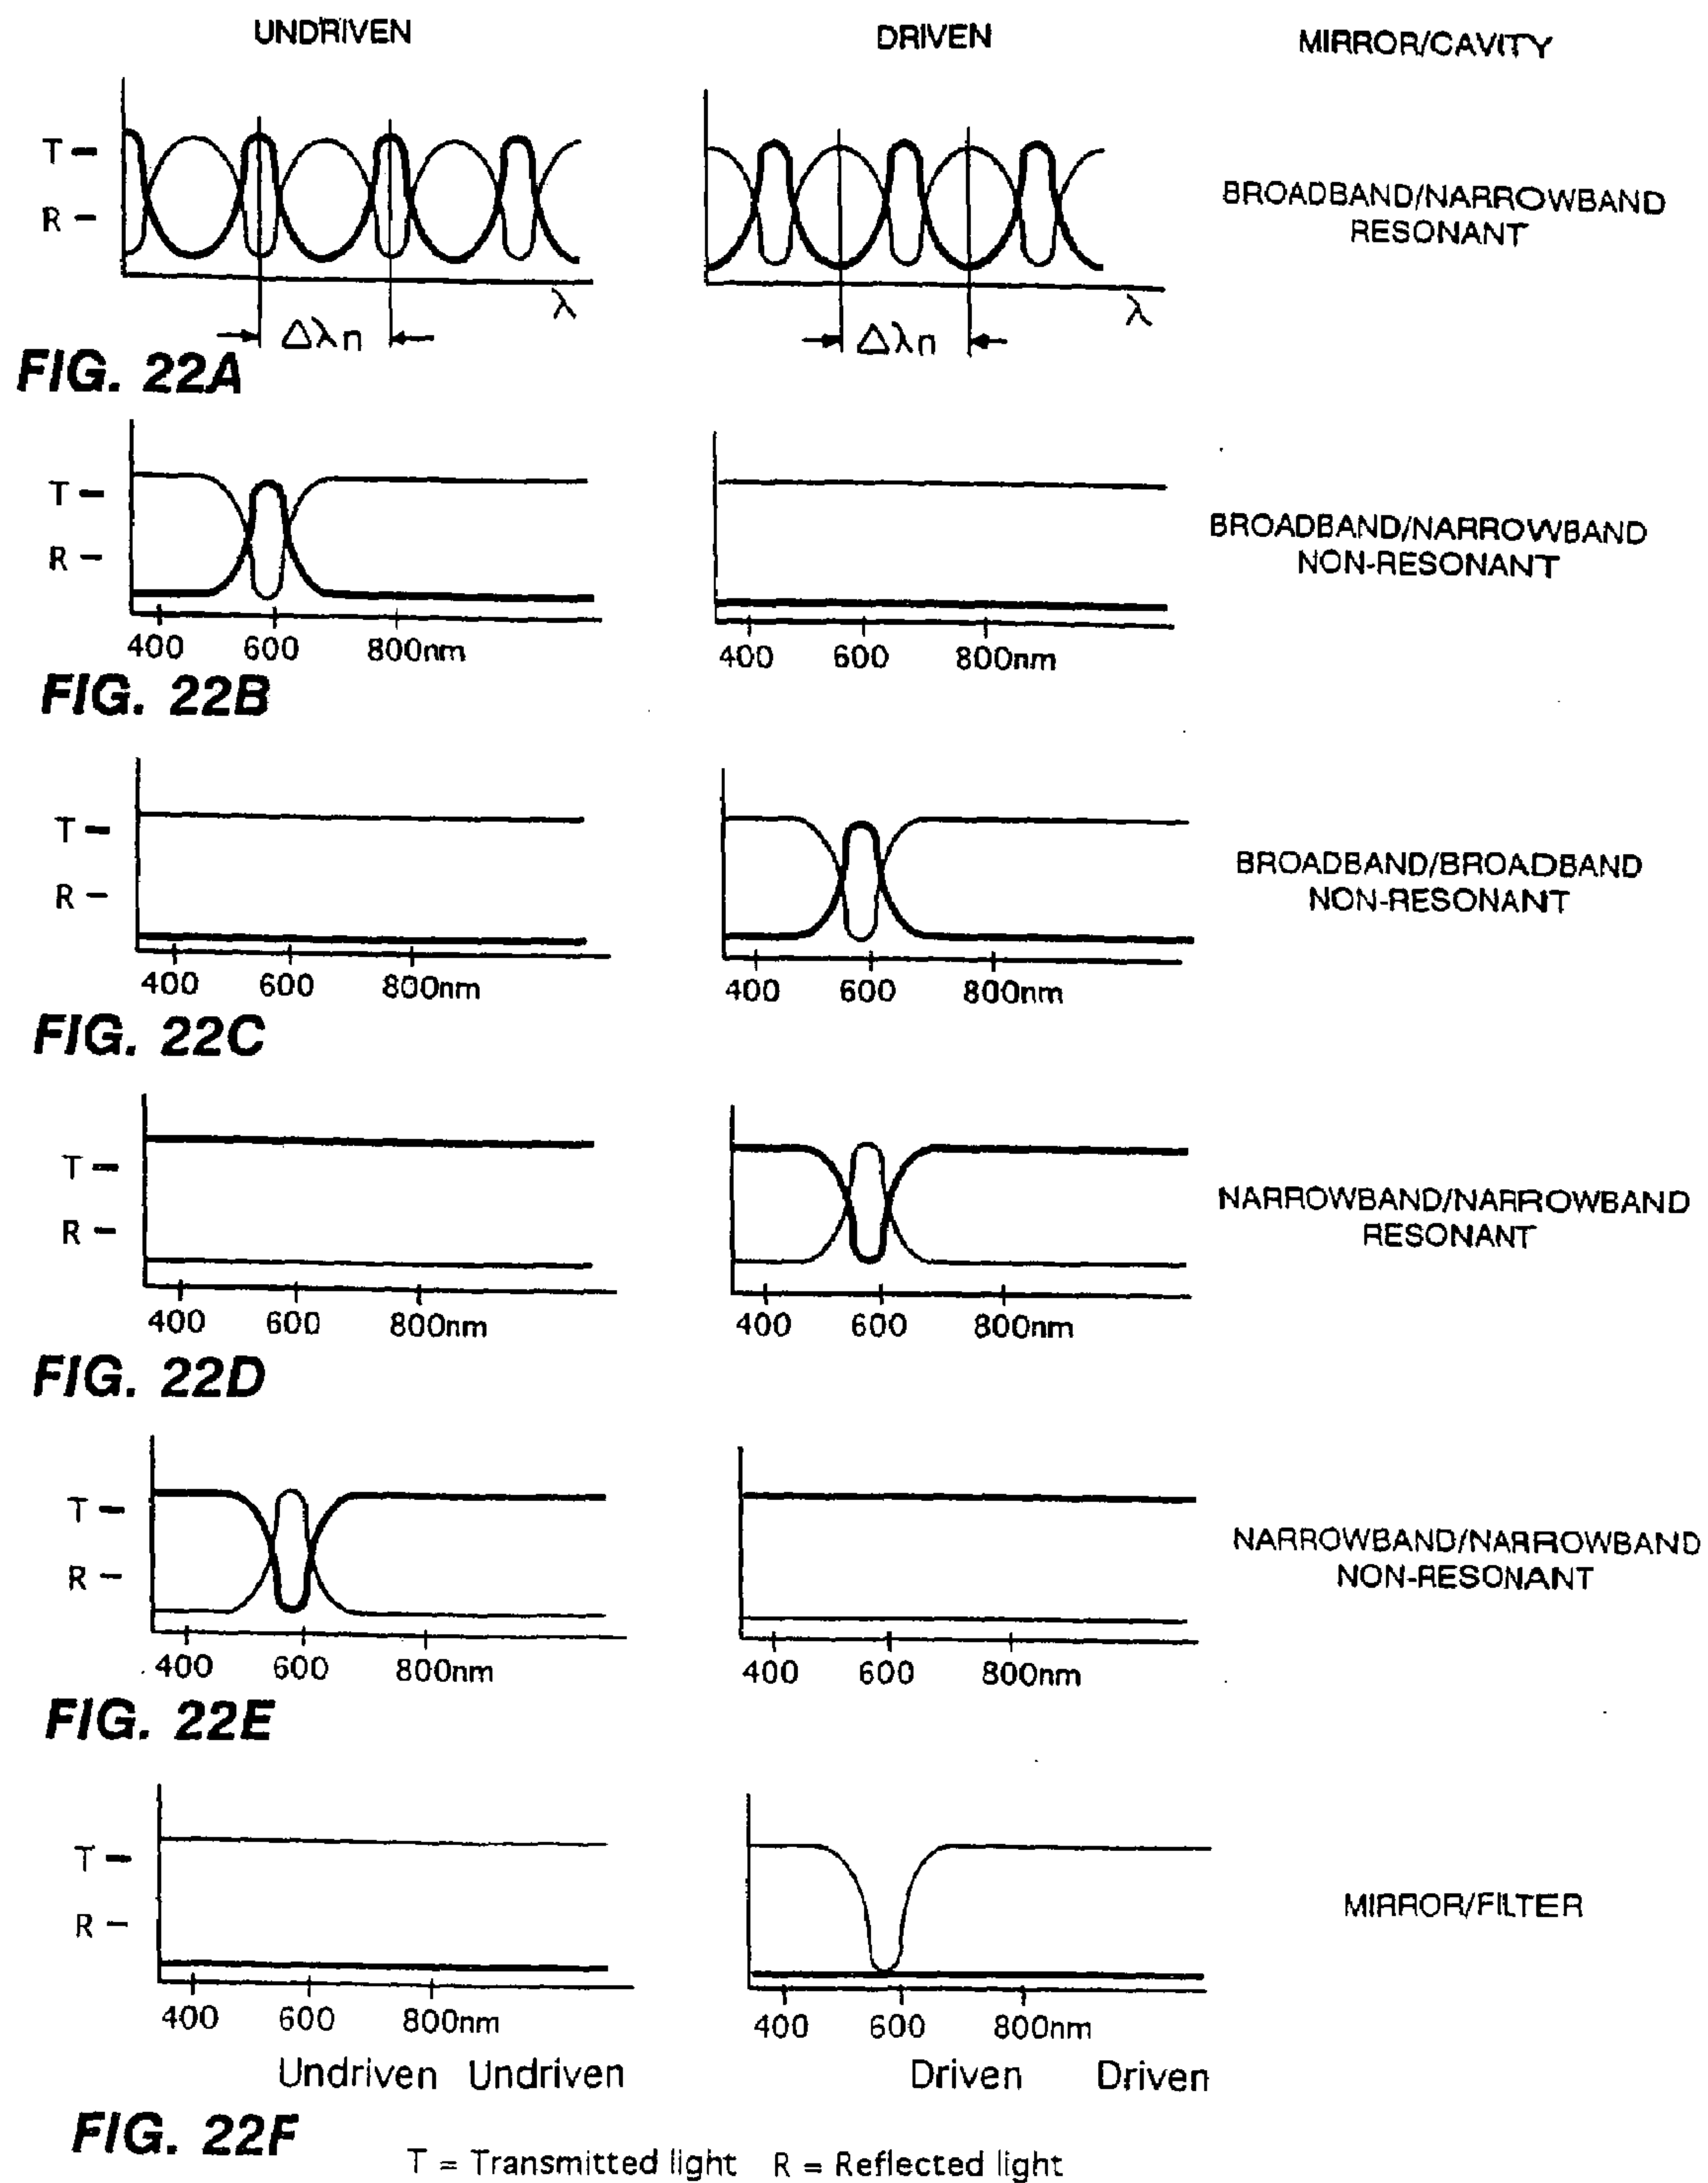 UNDRIVEN DRIVEN MIRROR/CAVITY
T
R
BROADBAND/NARROWBAND
RESONANT
λ λ
Δλn Δλn
FIG. 22A
T
R
BROADBAND/NARROWBAND
NON-RESONANT
400 600 800nm 400 600 800nm
FIG. 22B
T
R
BROADBAND/BROADBAND
NON-RESONANT
400 600 800nm 400 600 800nm
FIG. 22C
T
R
NARROWBAND/NARROWBAND
RESONANT
400 600 800nm 400 600 800nm
FIG. 22D
T
R
NARROWBAND/NARROWBAND
NON-RESONANT
400 600 800nm 400 600 800nm
FIG. 22E
T
R
MIRROR/FILTER
400 600 800nm 400 600 800nm
Undriven Undriven Driven Driven
FIG. 22F
T = Transmitted light R = Reflected light